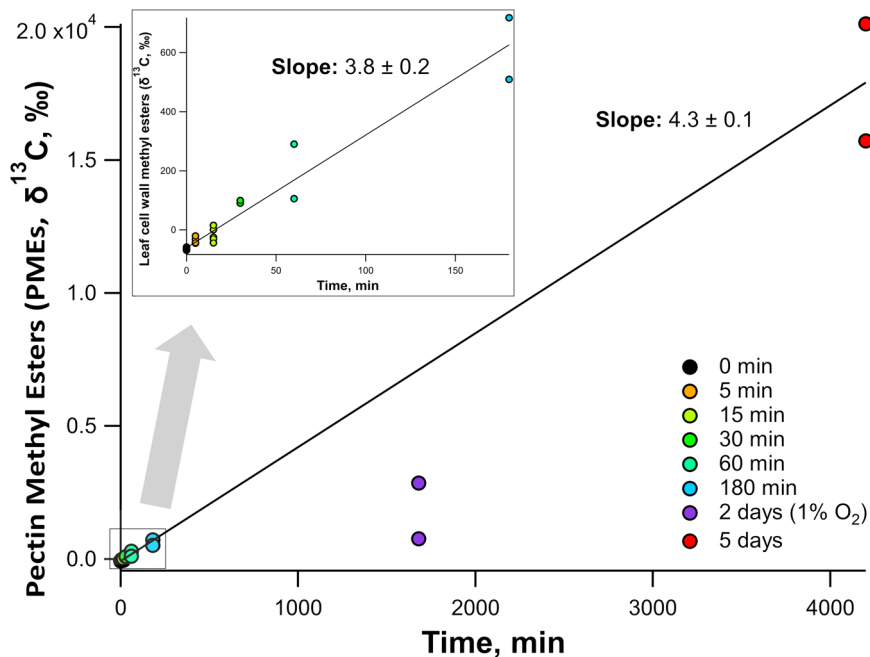 2.0 x10⁴
1.5
1.0
0.5
0.0
Pectin Methyl Esters (PMEs, δ¹³C, ‰)
0
1000
2000
3000
4000
Time, min
Slope: 4.3 ± 0.1
600
400
200
0
Leaf cell wall methyl esters (δ¹³C, ‰)
Slope: 3.8 ± 0.2
0
50
100
150
Time, min
0 min
5 min
15 min
30 min
60 min
180 min
2 days (1% O₂)
5 days